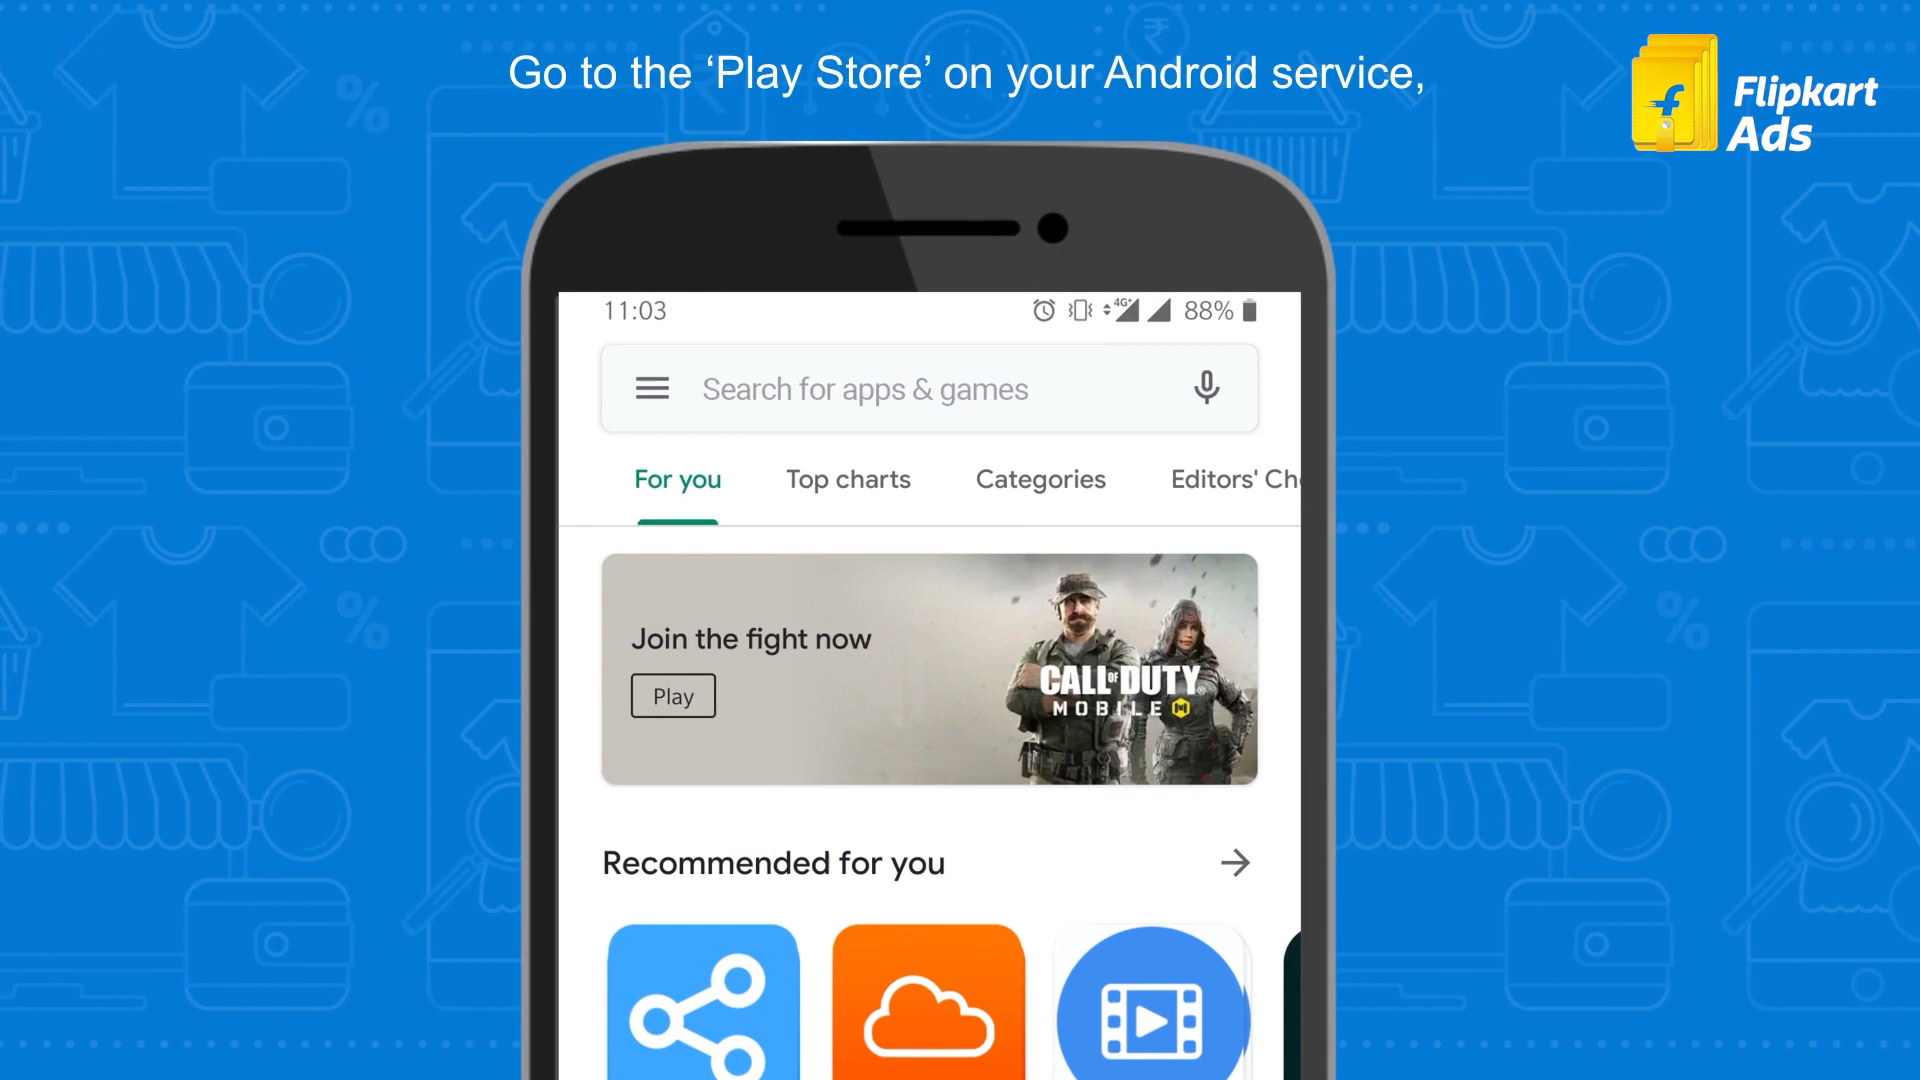 Go to the ‘Play Store’ on your Android service,
Flipkart
Ads
11:03
4G+
88%
Search for apps & games
For you
Top charts
Categories
Editors' Ch
Join the fight now
Play
CALL OF DUTY
MOBILE
Recommended for you